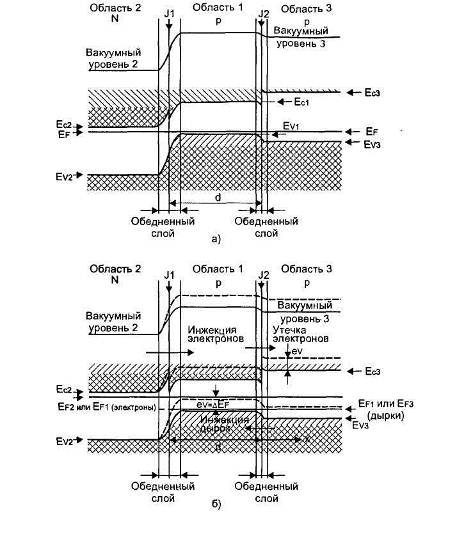 Область 2
N
J1
Область 1
p
J2
Область 3
p
Вакуумный
уровень 2
Вакуумный
уровень 3
Ec3
Ec1
Ec2
EF
EV1
EF
EV3
EV2
d
Обедненный
слой
Обедненный
слой
а)
Область 2
N
J1
Область 1
p
J2
Область 3
p
Вакуумный
уровень 2
Вакуумный
уровень 3
Инжекция
электронов
Утечка
электронов
eV
Ec3
Ec2
EF2 или EF1 (электроны)
eV=ΔEF
EF1 или EF3
(дырки)
EV3
EV2
Инжекция
дырок
d
Обедненный
слой
Обедненный
слой
б)